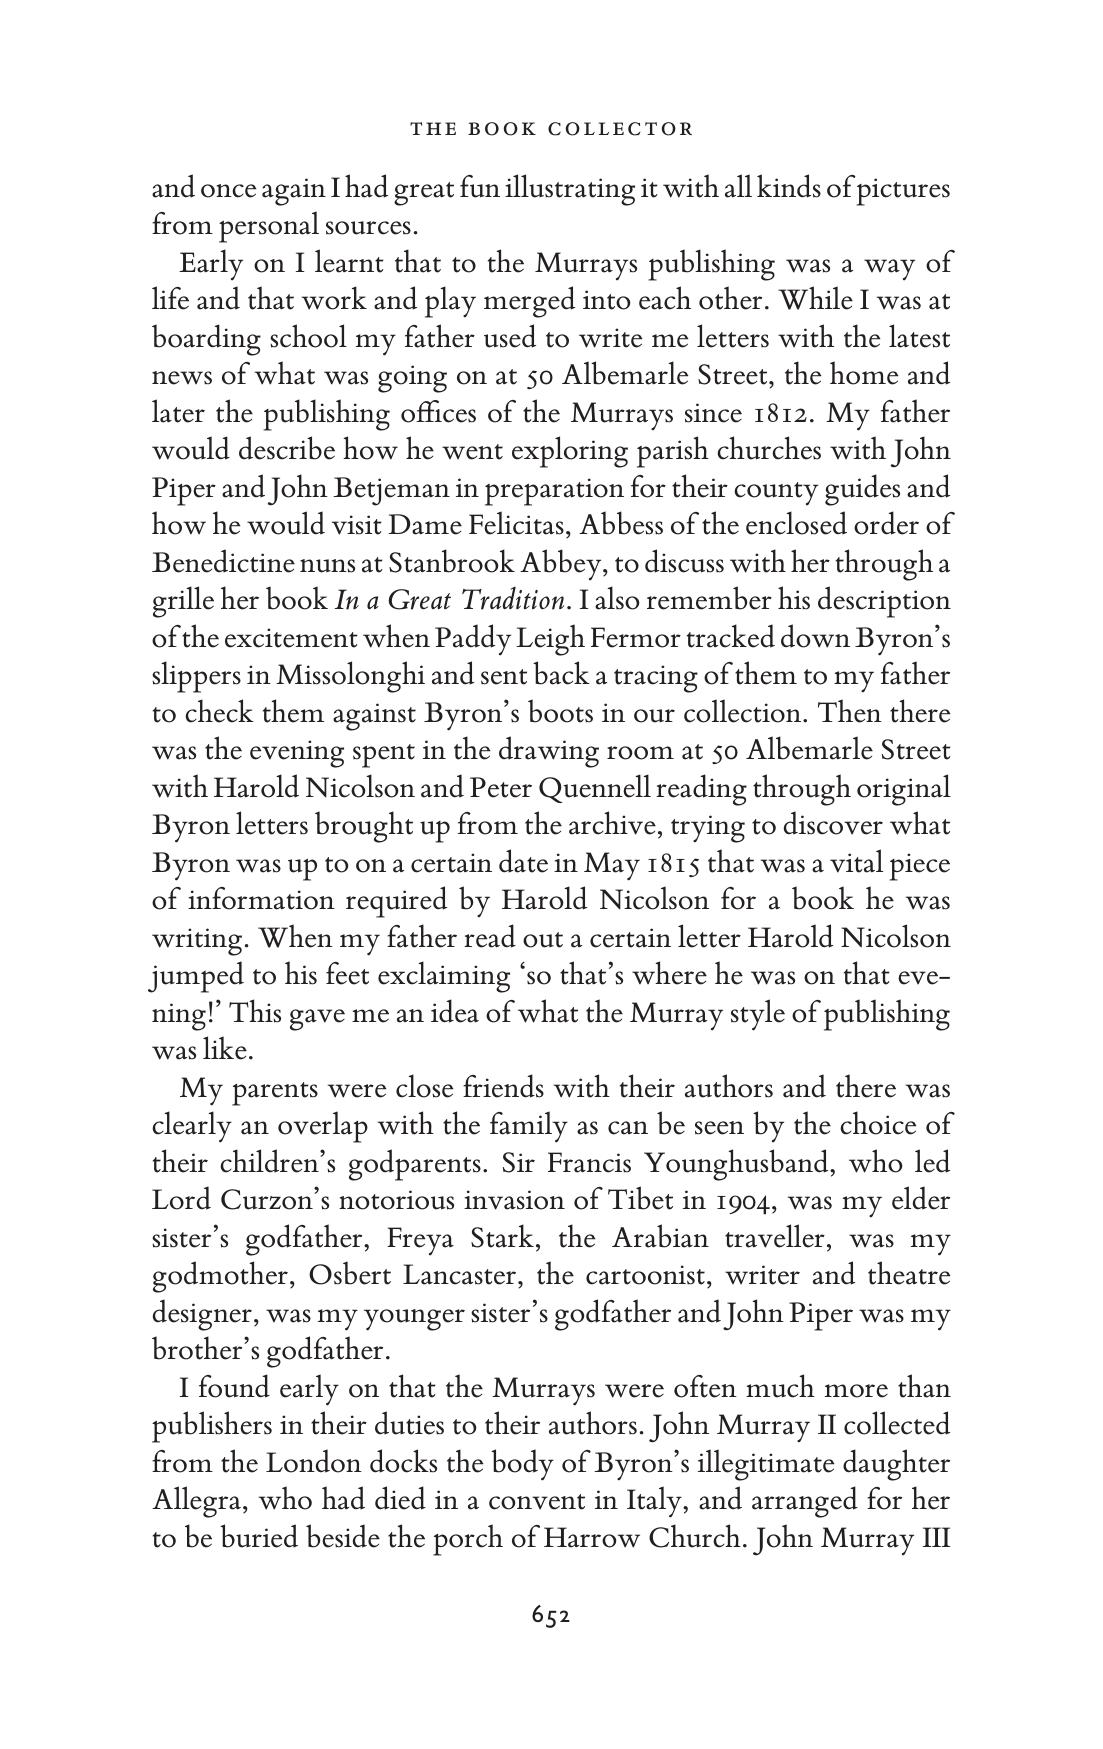 THE BOOK COLLECTOR
and once again I had great fun illustrating it with all kinds of pictures
from personal sources.
Early on I learnt that to the Murrays publishing was a way of
life and that work and play merged into each other. While I was at
boarding school my father used to write me letters with the latest
news of what was going on at 50 Albemarle Street, the home and
later the publishing offices of the Murrays since 1812. My father
would describe how he went exploring parish churches with John
Piper and John Betjeman in preparation for their county guides and
how he would visit Dame Felicitas, Abbess of the enclosed order of
Benedictine nuns at Stanbrook Abbey, to discuss with her through a
grille her book In a Great Tradition. I also remember his description
of the excitement when Paddy Leigh Fermor tracked down Byron’s
slippers in Missolonghi and sent back a tracing of them to my father
to check them against Byron’s boots in our collection. Then there
was the evening spent in the drawing room at 50 Albemarle Street
with Harold Nicolson and Peter Quennell reading through original
Byron letters brought up from the archive, trying to discover what
Byron was up to on a certain date in May 1815 that was a vital piece
of information required by Harold Nicolson for a book he was
writing. When my father read out a certain letter Harold Nicolson
jumped to his feet exclaiming ‘so that’s where he was on that eve-
ning!’ This gave me an idea of what the Murray style of publishing
was like.
My parents were close friends with their authors and there was
clearly an overlap with the family as can be seen by the choice of
their children’s godparents. Sir Francis Younghusband, who led
Lord Curzon’s notorious invasion of Tibet in 1904, was my elder
sister’s godfather, Freya Stark, the Arabian traveller, was my
godmother, Osbert Lancaster, the cartoonist, writer and theatre
designer, was my younger sister’s godfather and John Piper was my
brother’s godfather.
I found early on that the Murrays were often much more than
publishers in their duties to their authors. John Murray II collected
from the London docks the body of Byron’s illegitimate daughter
Allegra, who had died in a convent in Italy, and arranged for her
to be buried beside the porch of Harrow Church. John Murray III
652